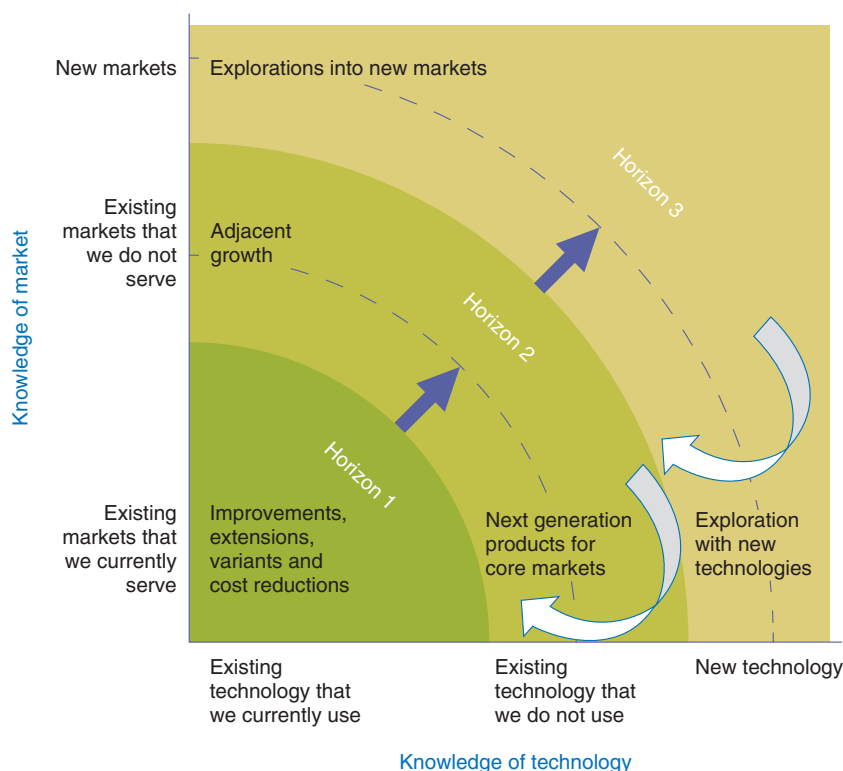 New markets
Explorations into new markets
Horizon 3
Existing
markets that
we do not
serve
Adjacent
growth
Horizon 2
Knowledge of market
Horizon 1
Existing
markets that
we currently
serve
Improvements,
extensions,
variants and
cost reductions
Next generation
products for
core markets
Exploration
with new
technologies
Existing
technology that
we currently use
Existing
technology that
we do not use
New technology
Knowledge of technology